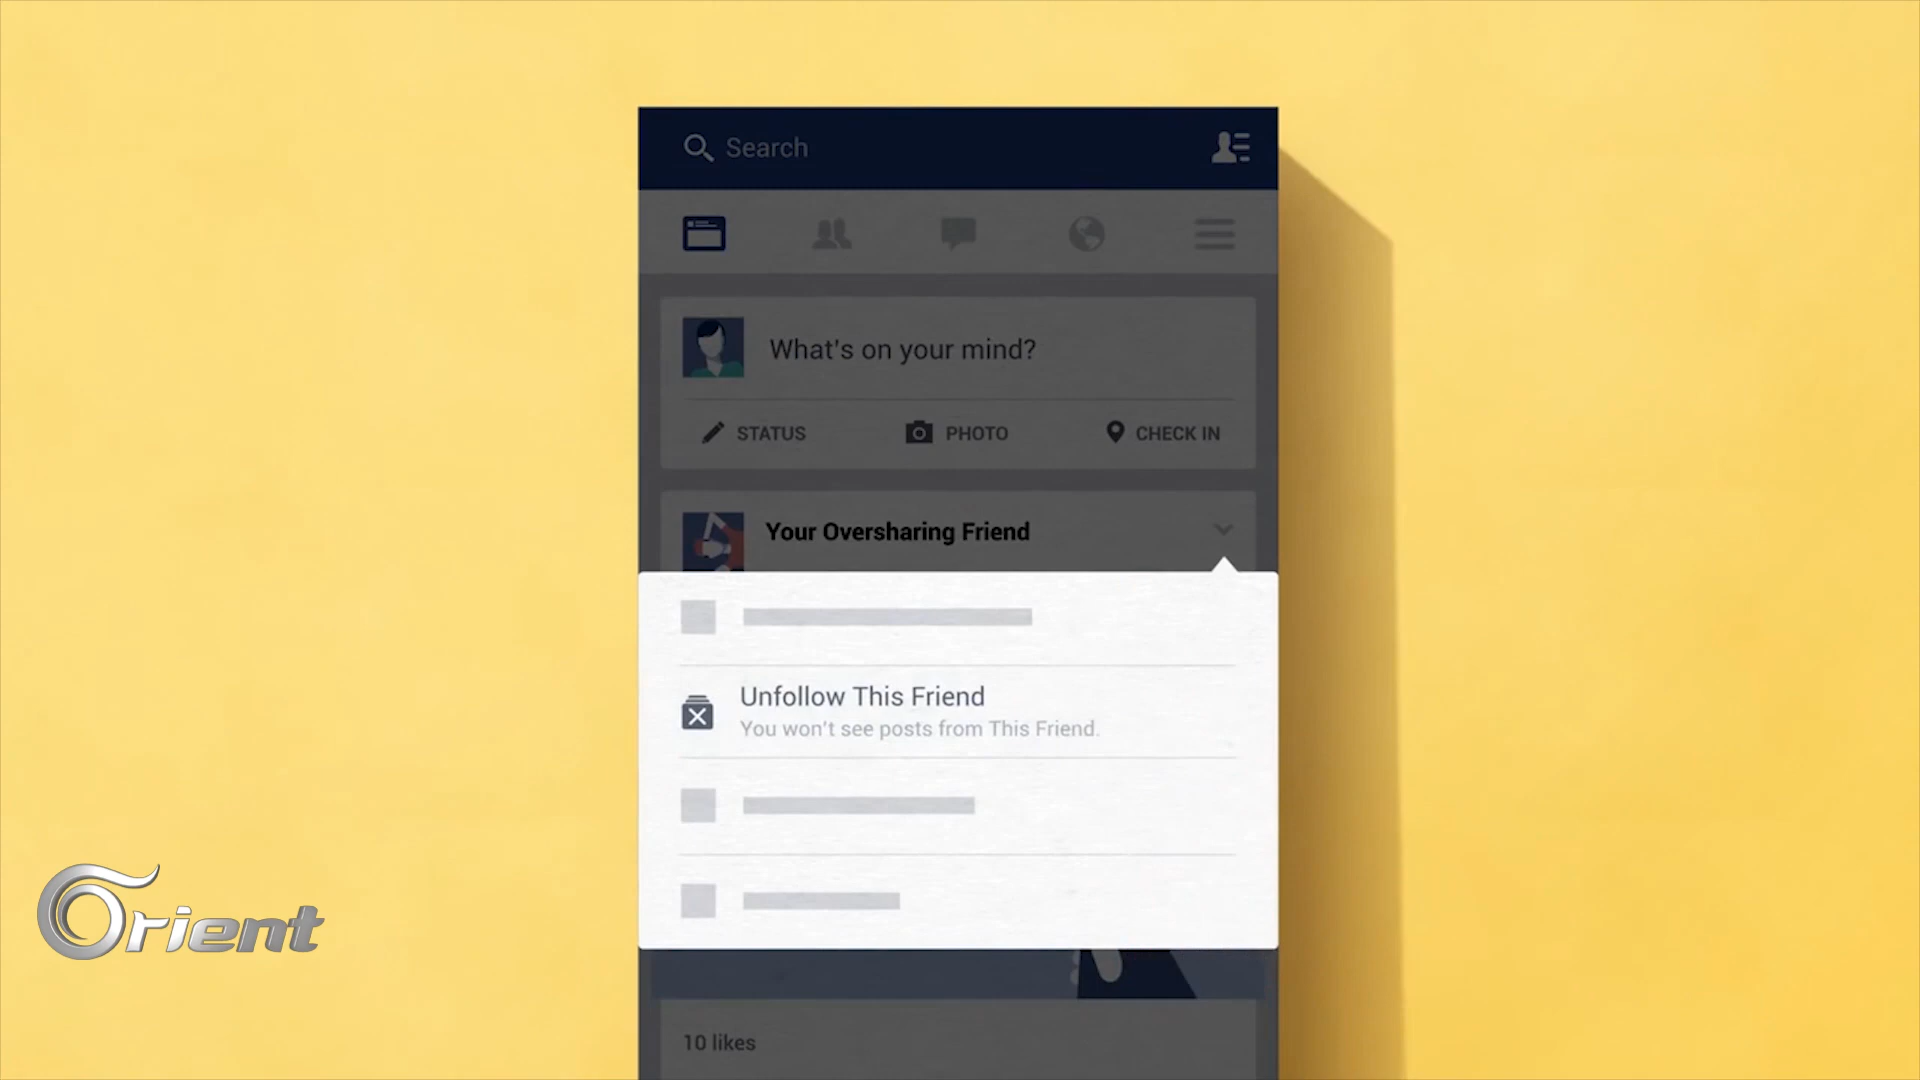 Search
What's on your mind?
STATUS PHOTO CHECK IN
Your Oversharing Friend
Unfollow This Friend
You won't see posts from This Friend.
Orient
10 likes